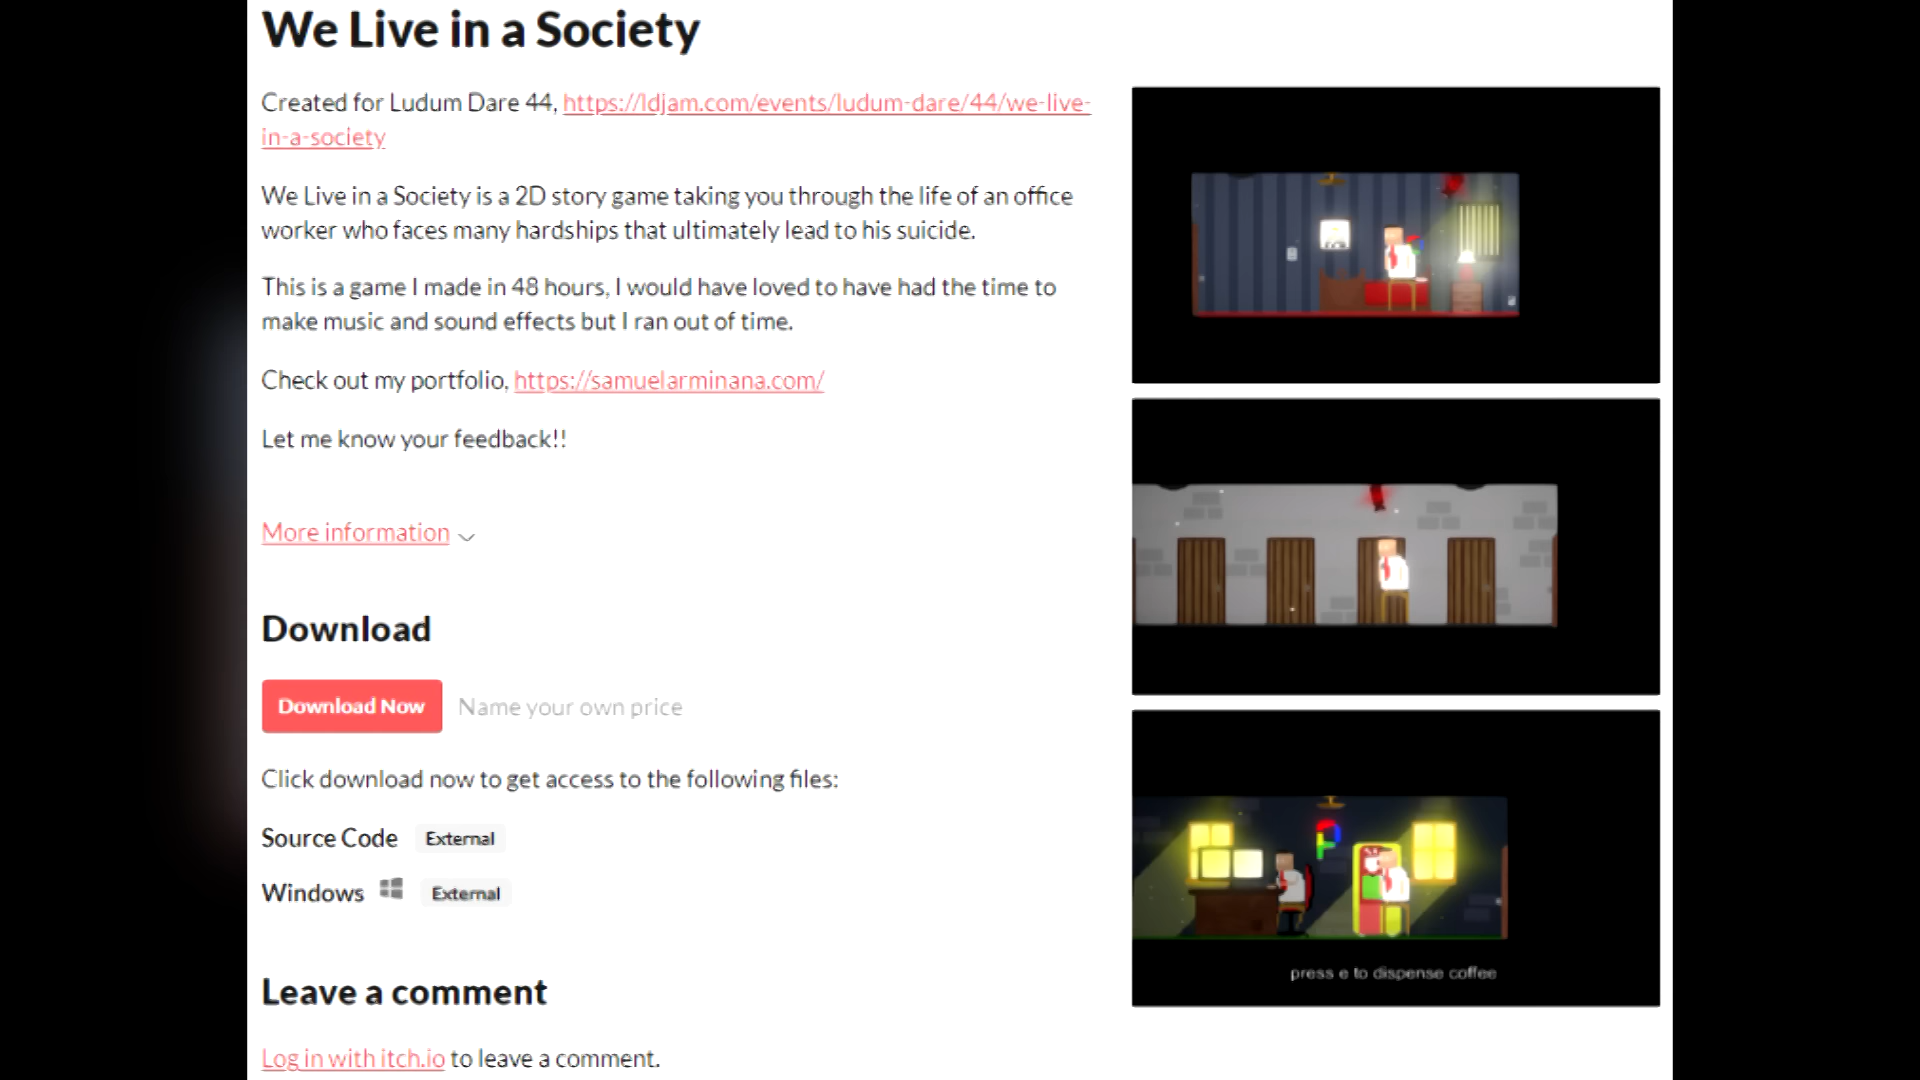 We Live in a Society
Created for Ludum Dare 44, https://ldjam.com/events/ludum-dare/44/we-live-
in-a-society
We Live in a Society is a 2D story game taking you through the life of an office
worker who faces many hardships that ultimately lead to his suicide.
This is a game I made in 48 hours, I would have loved to have had the time to
make music and sound effects but I ran out of time.
Check out my portfolio, https://samuelarminana.com/
Let me know your feedback!!
More information
Download
Download Now Name your own price
Click download now to get access to the following files:
Source Code External
Windows External
Leave a comment
Log in with itch.io to leave a comment.
press e to dispense coffee